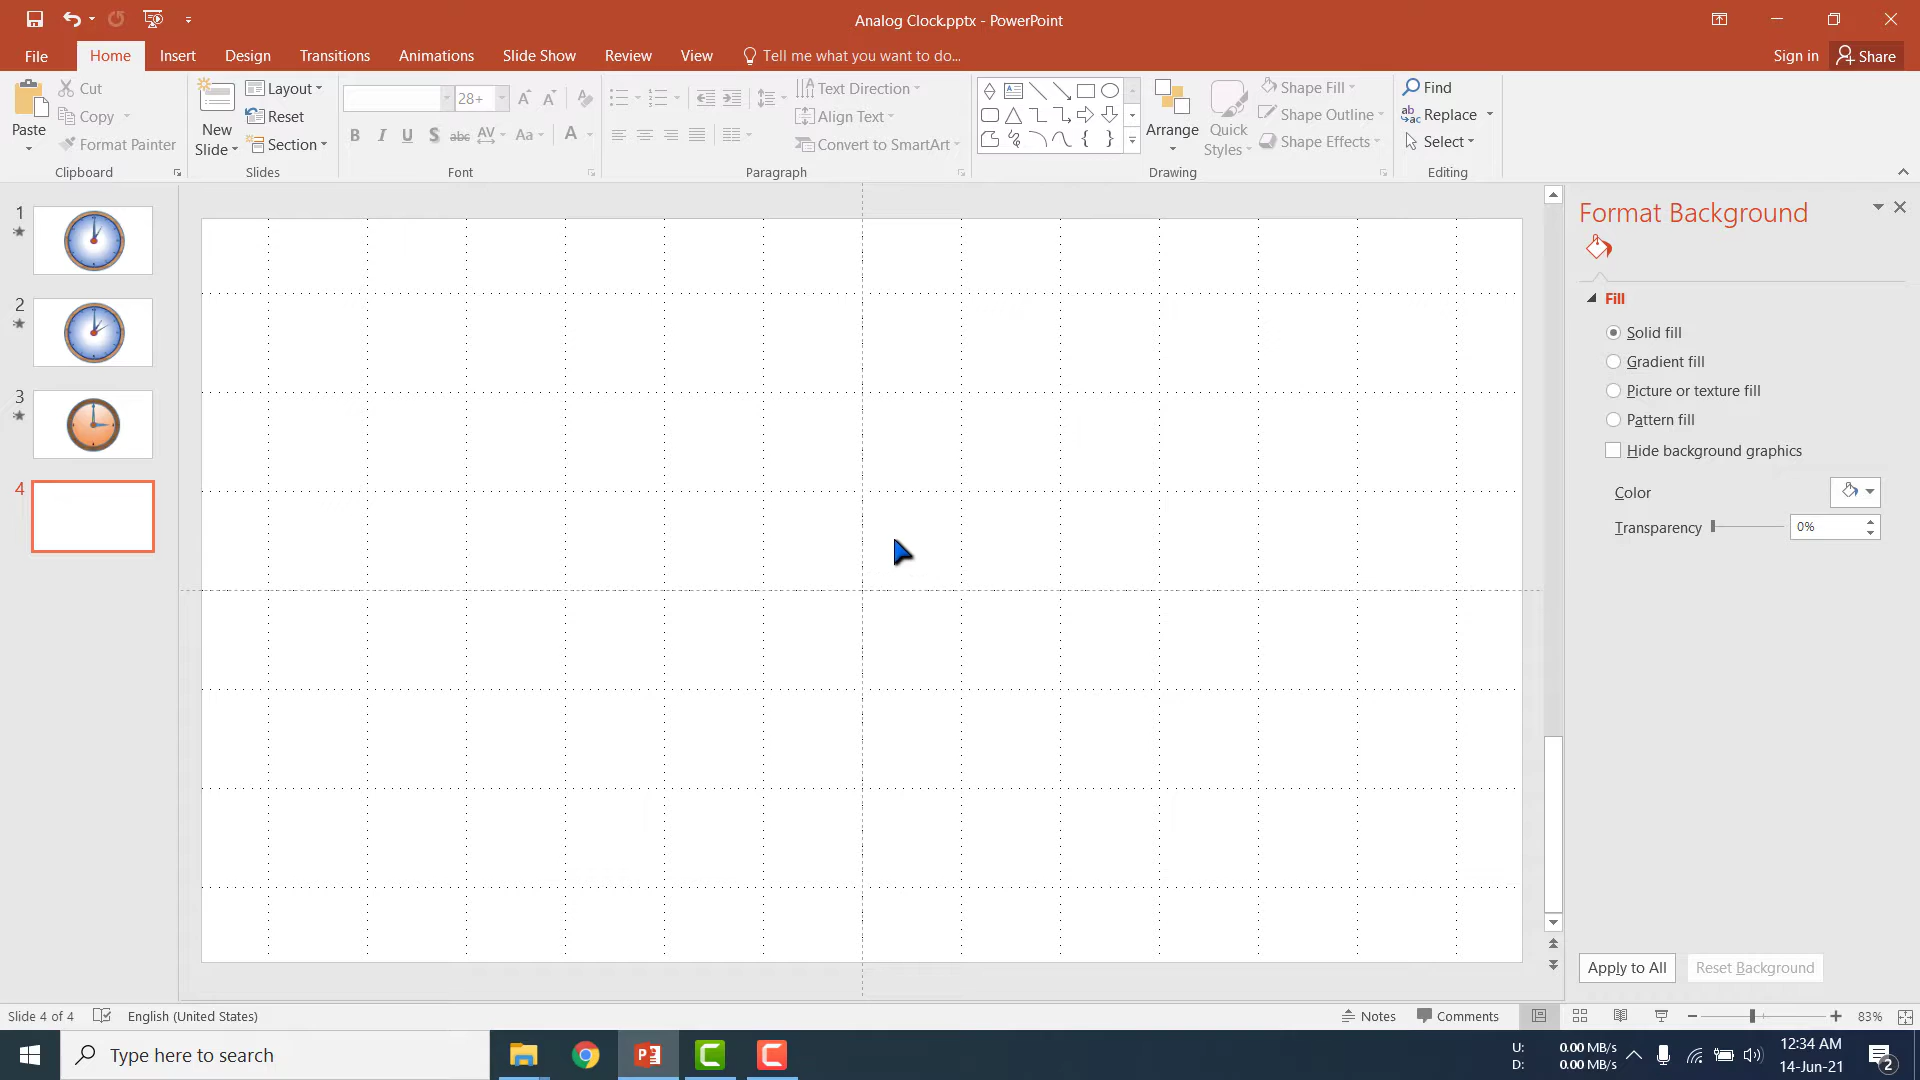 Analog Clock.pptx - PowerPoint
File Home Insert Design Transitions Animations Slide Show Review View Tell me what you want to do... Sign in Share
Paste
Cut
Copy
Format Painter
Clipboard
New Slide
Layout
Reset
Section
Slides
28+
B I U S abc AV Aa A
Font
Text Direction
Align Text
Convert to SmartArt
Paragraph
Arrange
Quick Styles
Shape Fill
Shape Outline
Shape Effects
Drawing
Find
Replace
Select
Editing
1
2
3
4
Format Background
Fill
Solid fill
Gradient fill
Picture or texture fill
Pattern fill
Hide background graphics
Color
Transparency 0%
Apply to All Reset Background
Slide 4 of 4 English (United States) Notes Comments 83%
Type here to search
U: 0.00 MB/s
D: 0.00 MB/s
12:34 AM
14-Jun-21
2